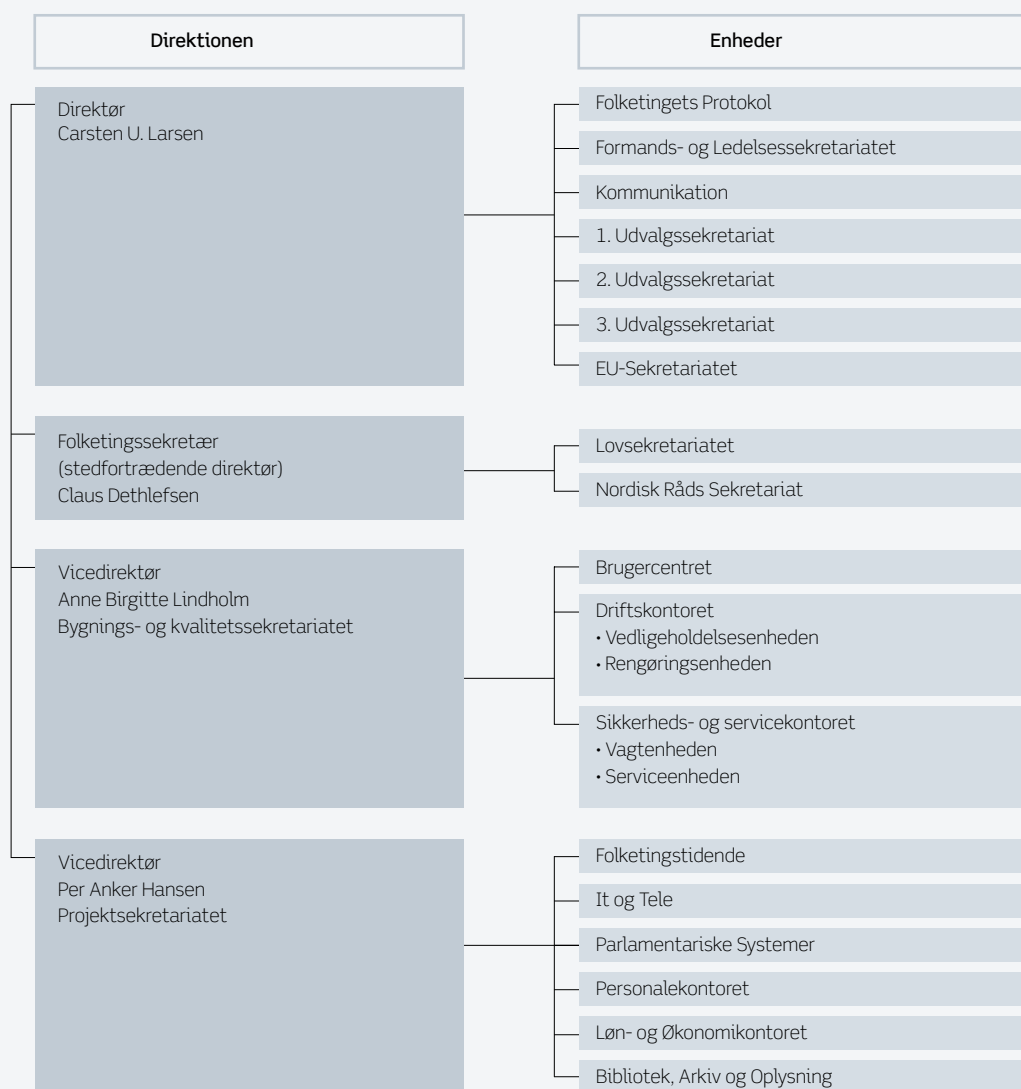 Direktionen
Enheder
Direktør
Carsten U. Larsen
Folketingets Protokol
Formands- og Ledelsessekretariatet
Kommunikation
1. Udvalgssekretariat
2. Udvalgssekretariat
3. Udvalgssekretariat
EU-Sekretariatet
Folketingssekretær
(stedfortrædende direktør)
Claus Dethlefsen
Lovsekretariatet
Nordisk Råds Sekretariat
Vicedirektør
Anne Birgitte Lindholm
Bygnings- og kvalitetssekretariatet
Brugercentret
Driftskontoret
• Vedligeholdelsesenheden
• Rengøringsenheden
Sikkerheds- og servicekontoret
• Vagtenheden
• Serviceenheden
Vicedirektør
Per Anker Hansen
Projektsekretariatet
Folketingstidende
It og Tele
Parlamentariske Systemer
Personalekontoret
Løn- og Økonomikontoret
Bibliotek, Arkiv og Oplysning